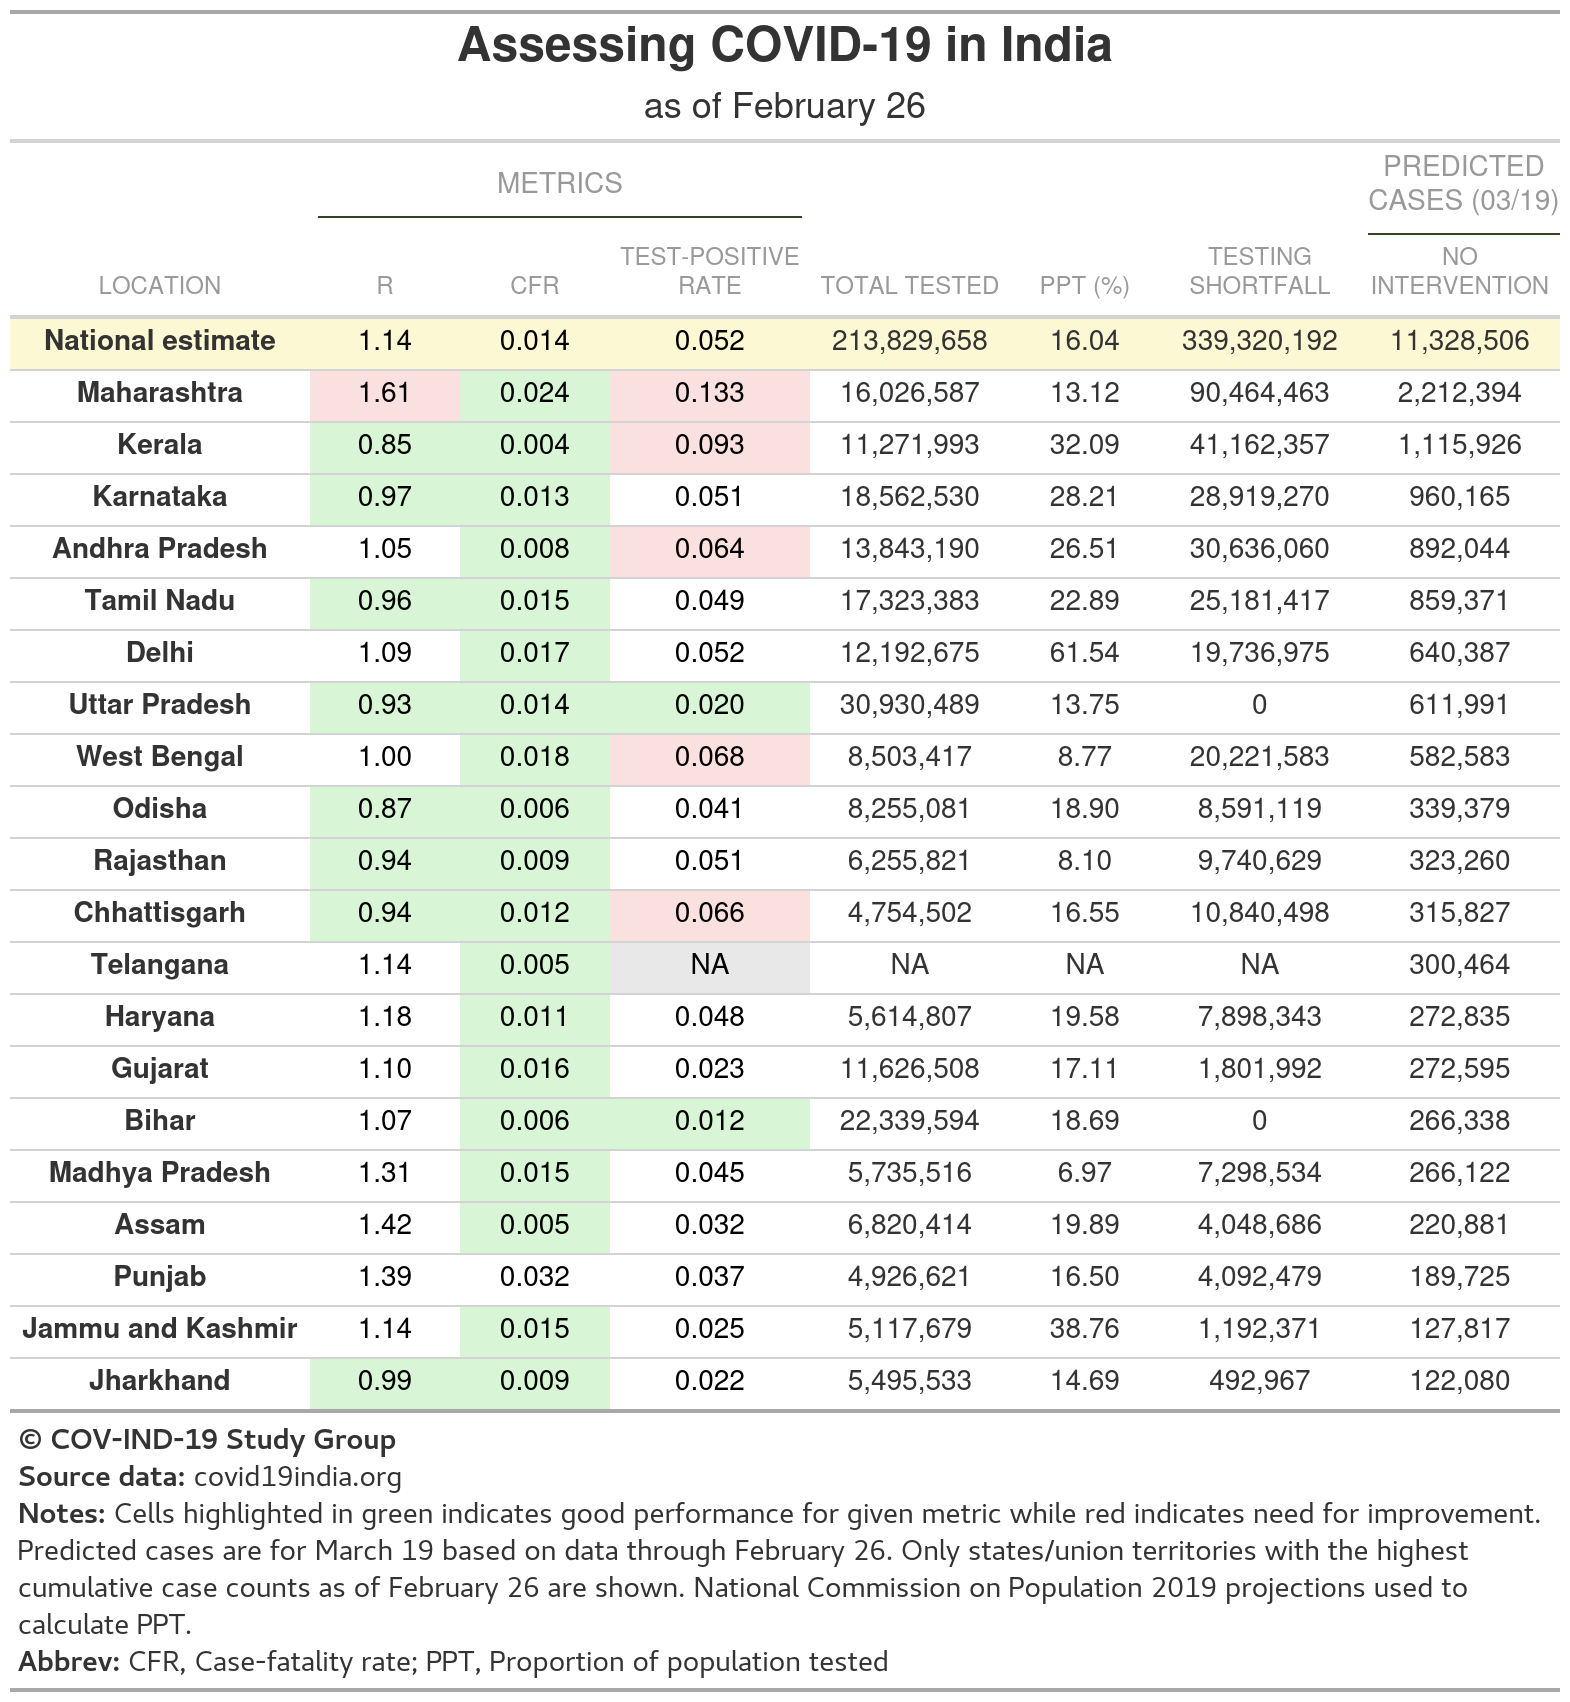 Assessing COVID-19 in India
as of February 26
METRICS
PREDICTED
CASES (03/19)
LOCATION R CFR TEST-POSITIVE RATE TOTAL TESTED PPT (%) TESTING SHORTFALL NO INTERVENTION
National estimate 1.14 0.014 0.052 213,829,658 16.04 339,320,192 11,328,506
Maharashtra 1.61 0.024 0.133 16,026,587 13.12 90,464,463 2,212,394
Kerala 0.85 0.004 0.093 11,271,993 32.09 41,162,357 1,115,926
Karnataka 0.97 0.013 0.051 18,562,530 28.21 28,919,270 960,165
Andhra Pradesh 1.05 0.008 0.064 13,843,190 26.51 30,636,060 892,044
Tamil Nadu 0.96 0.015 0.049 17,323,383 22.89 25,181,417 859,371
Delhi 1.09 0.017 0.052 12,192,675 61.54 19,736,975 640,387
Uttar Pradesh 0.93 0.014 0.020 30,930,489 13.75 0 611,991
West Bengal 1.00 0.018 0.068 8,503,417 8.77 20,221,583 582,583
Odisha 0.87 0.006 0.041 8,255,081 18.90 8,591,119 339,379
Rajasthan 0.94 0.009 0.051 6,255,821 8.10 9,740,629 323,260
Chhattisgarh 0.94 0.012 0.066 4,754,502 16.55 10,840,498 315,827
Telangana 1.14 0.005 NA NA NA NA 300,464
Haryana 1.18 0.011 0.048 5,614,807 19.58 7,898,343 272,835
Gujarat 1.10 0.016 0.023 11,626,508 17.11 1,801,992 272,595
Bihar 1.07 0.006 0.012 22,339,594 18.69 0 266,338
Madhya Pradesh 1.31 0.015 0.045 5,735,516 6.97 7,298,534 266,122
Assam 1.42 0.005 0.032 6,820,414 19.89 4,048,686 220,881
Punjab 1.39 0.032 0.037 4,926,621 16.50 4,092,479 189,725
Jammu and Kashmir 1.14 0.015 0.025 5,117,679 38.76 1,192,371 127,817
Jharkhand 0.99 0.009 0.022 5,495,533 14.69 492,967 122,080
© COV-IND-19 Study Group
Source data: covid19india.org
Notes: Cells highlighted in green indicates good performance for given metric while red indicates need for improvement.
Predicted cases are for March 19 based on data through February 26. Only states/union territories with the highest
cumulative case counts as of February 26 are shown. National Commission on Population 2019 projections used to
calculate PPT.
Abbrev: CFR, Case-fatality rate; PPT, Proportion of population tested